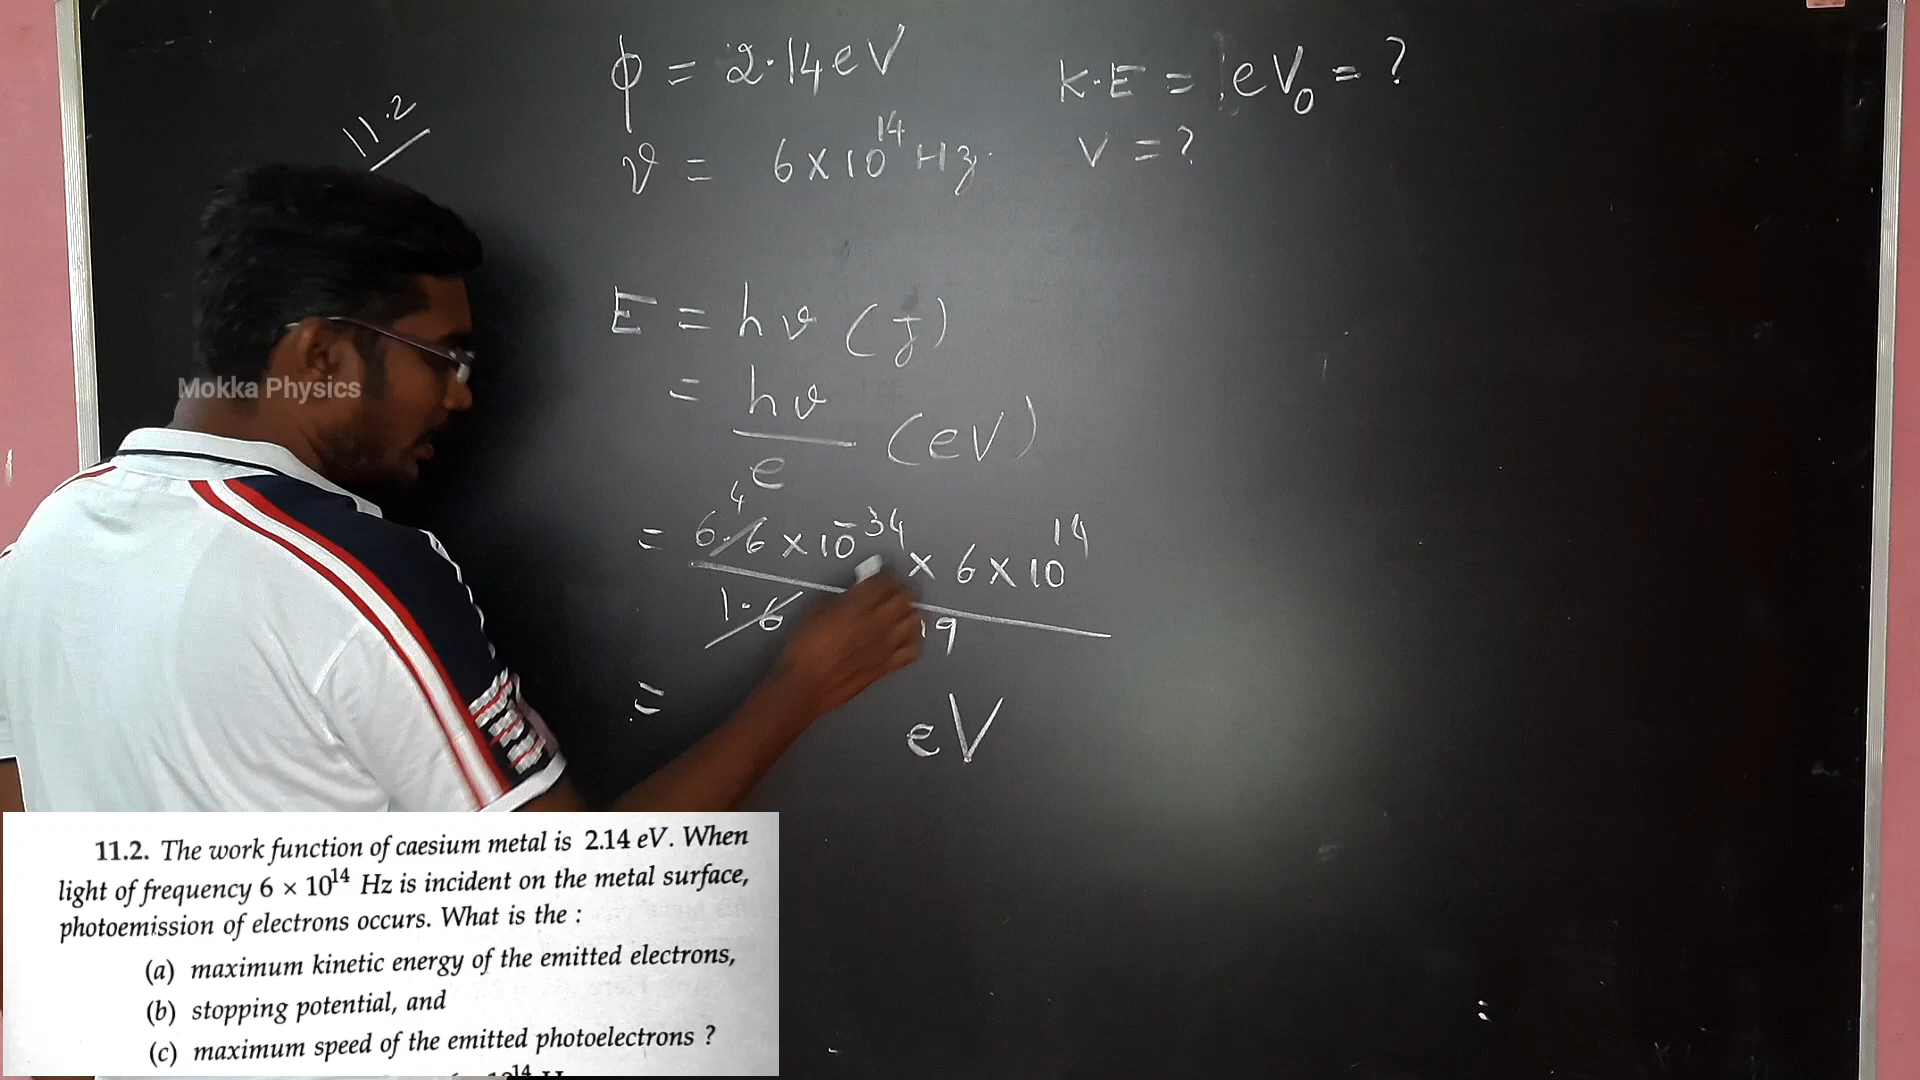 11.2
ϕ = 2.14 eV
ν = 6 × 10¹⁴ Hz
K.E = eV₀ = ?
v = ?
E = hν (J)
= hν / e (eV)
4
= 6.6 × 10⁻³⁴ × 6 × 10¹⁴
1.6 19
= eV
Mokka Physics
11.2. The work function of caesium metal is 2.14 eV. When
light of frequency 6 × 10¹⁴ Hz is incident on the metal surface,
photoemission of electrons occurs. What is the :
(a) maximum kinetic energy of the emitted electrons,
(b) stopping potential, and
(c) maximum speed of the emitted photoelectrons ?